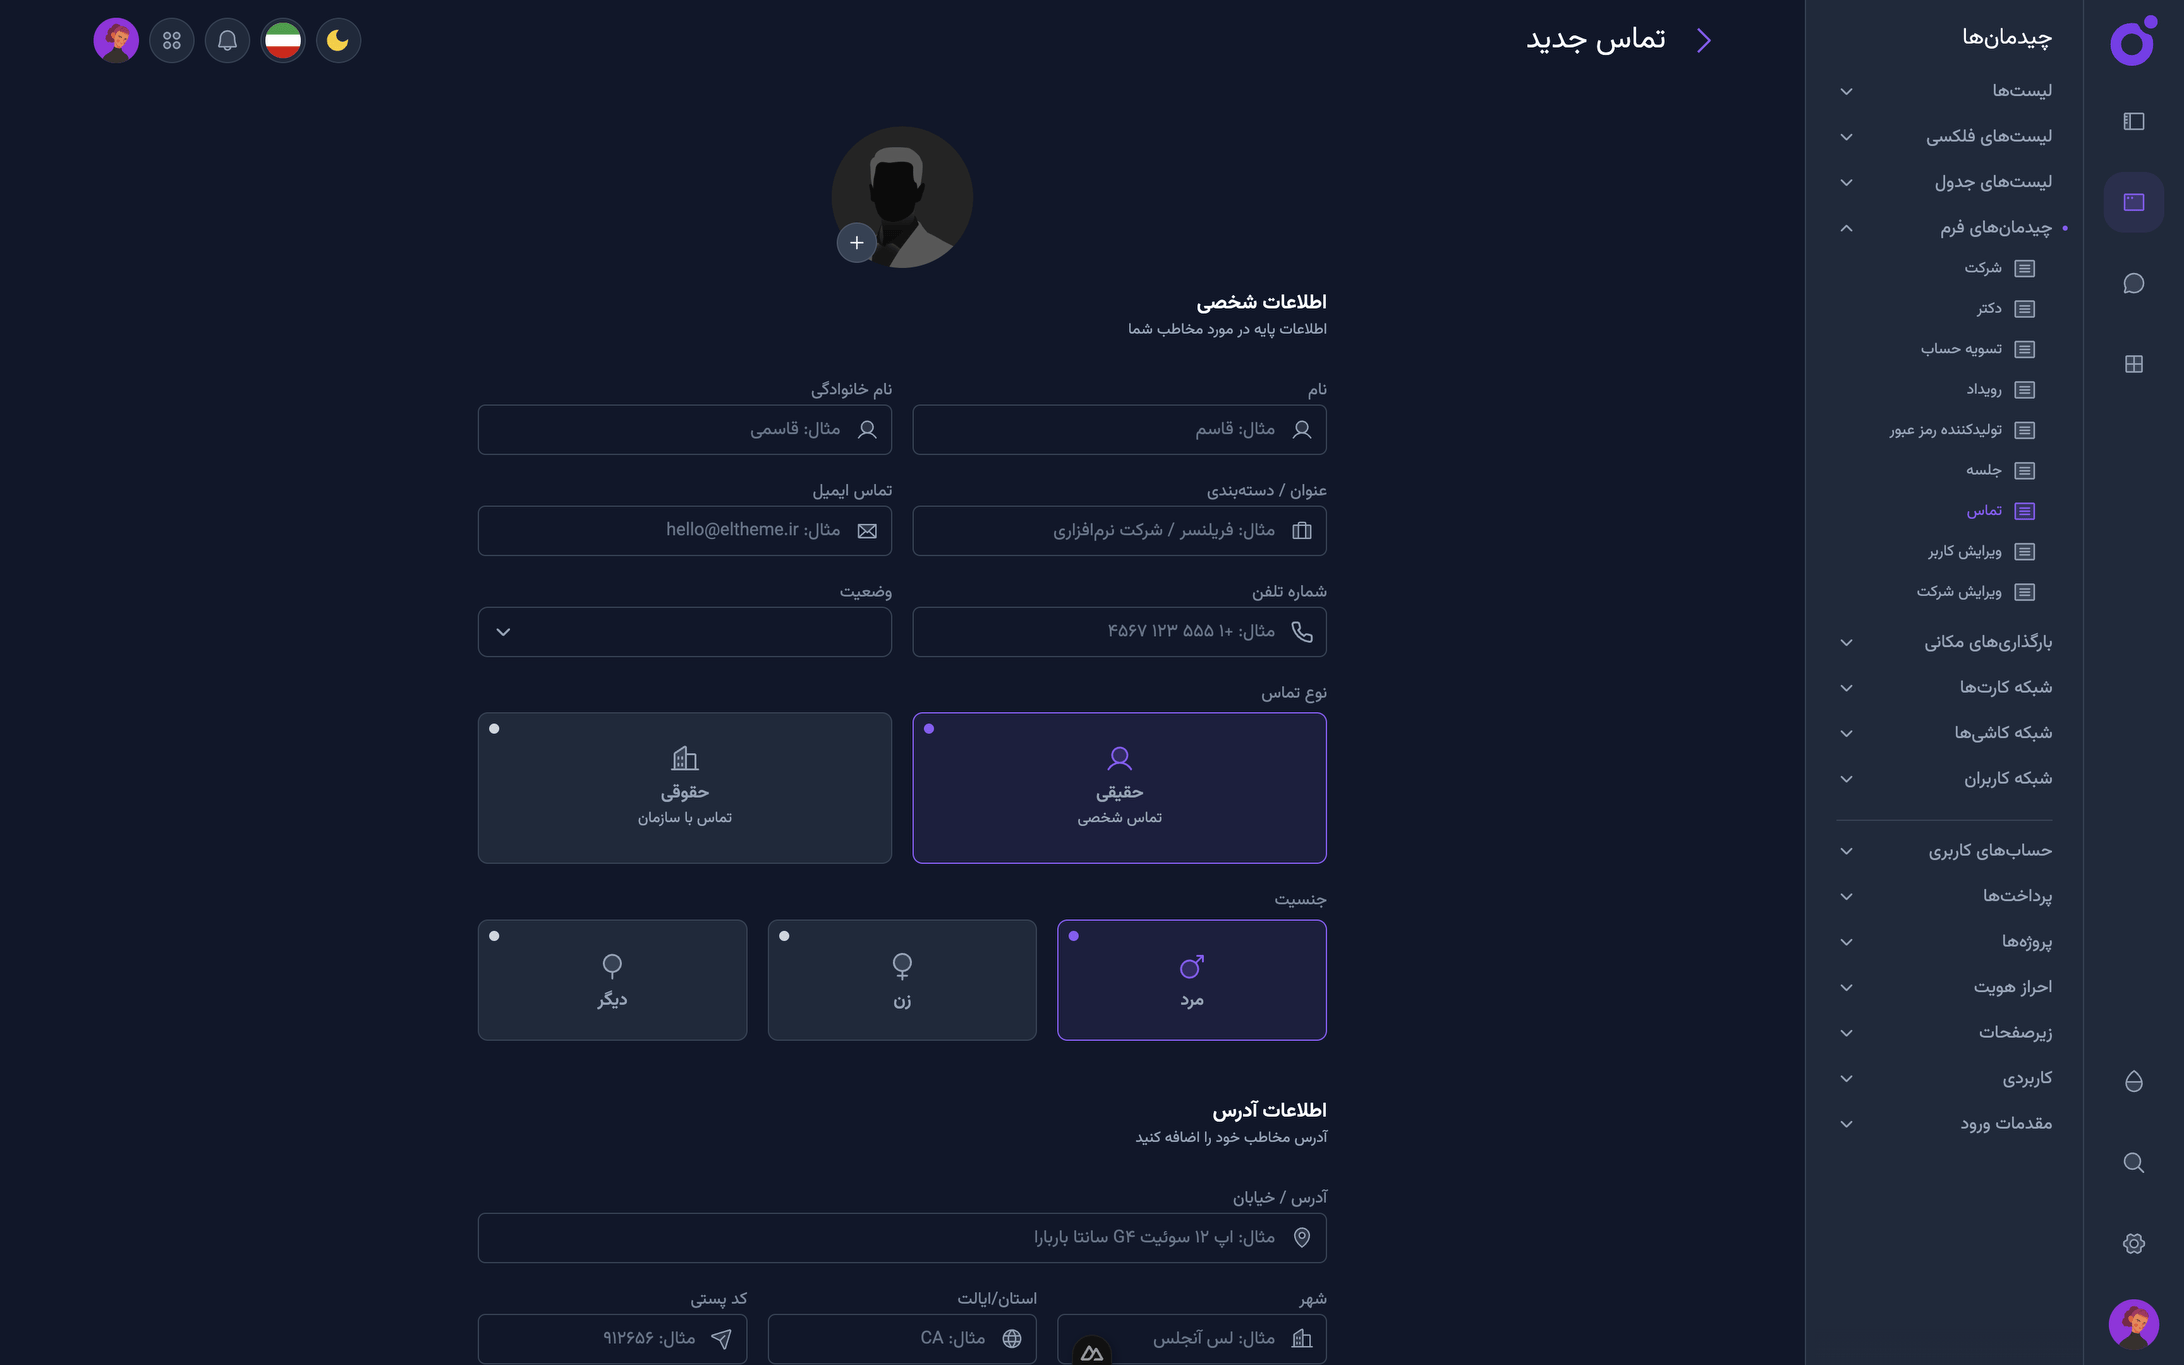 چیدمان‌ها
لیست‌ها
لیست‌های فلکسی
لیست‌های جدول
چیدمان‌های فرم
شرکت
دکتر
تسویه حساب
رویداد
تولیدکننده رمز عبور
جلسه
تماس
ویرایش کاربر
ویرایش شرکت
بارگذاری‌های مکانی
شبکه کارت‌ها
شبکه کاشی‌ها
شبکه کاربران
حساب‌های کاربری
پرداخت‌ها
پروژه‌ها
احراز هویت
زیرصفحات
کاربردی
مقدمات ورود
تماس جدید
اطلاعات شخصی
اطلاعات پایه در مورد مخاطب شما
نام
مثال: قاسم
نام خانوادگی
مثال: قاسمی
عنوان / دسته‌بندی
مثال: فریلنسر / شرکت نرم‌افزاری
تماس ایمیل
مثال: hello@eltheme.ir
شماره تلفن
مثال: +۱ ۵۵۵ ۱۲۳ ۴۵۶۷
وضعیت
نوع تماس
حقیقی
تماس شخصی
حقوقی
تماس با سازمان
جنسیت
مرد
زن
دیگر
اطلاعات آدرس
آدرس مخاطب خود را اضافه کنید
آدرس / خیابان
مثال: اپ ۱۲ سوئیت G۴ سانتا باربارا
شهر
مثال: لس آنجلس
استان/ایالت
مثال: CA
کد پستی
مثال: ۹۱۲۶۵۶